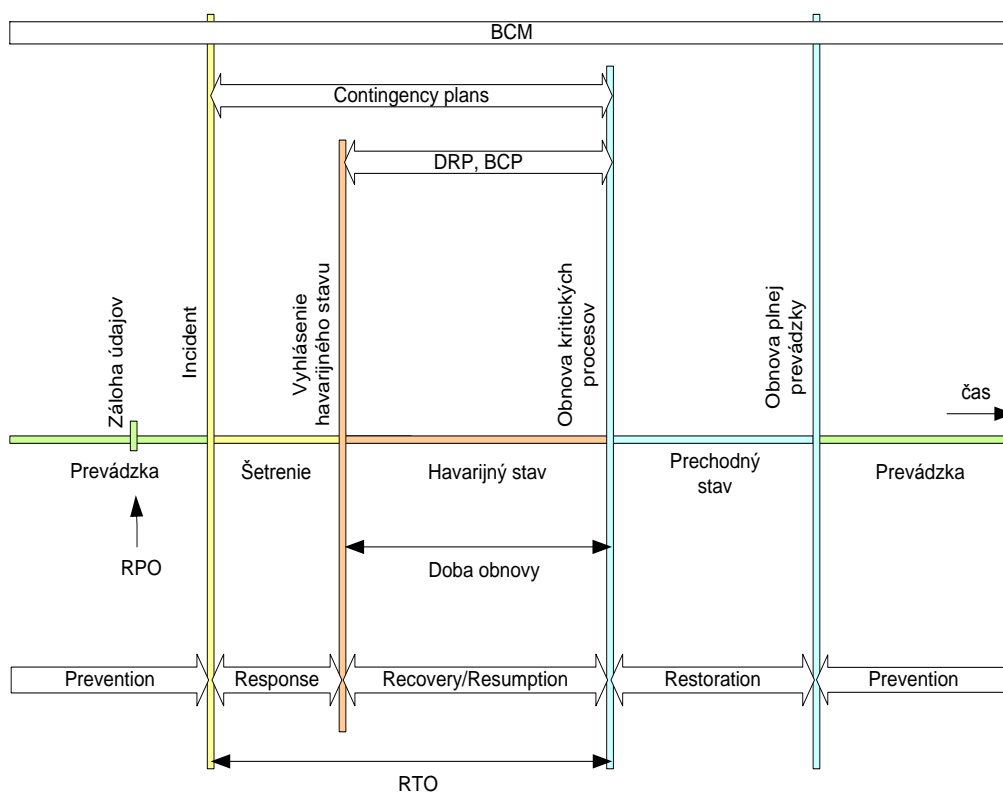 BCM
Contingency plans
DRP, BCP
Záloha údajov
Incident
Vyhlásenie
havarijného stavu
Obnova kritických
procesov
Obnova plnej
prevádzky
čas
Prevádzka
Šetrenie
Havarijný stav
Prechodný
stav
Prevádzka
RPO
Doba obnovy
Prevention
Response
Recovery/Resumption
Restoration
Prevention
RTO